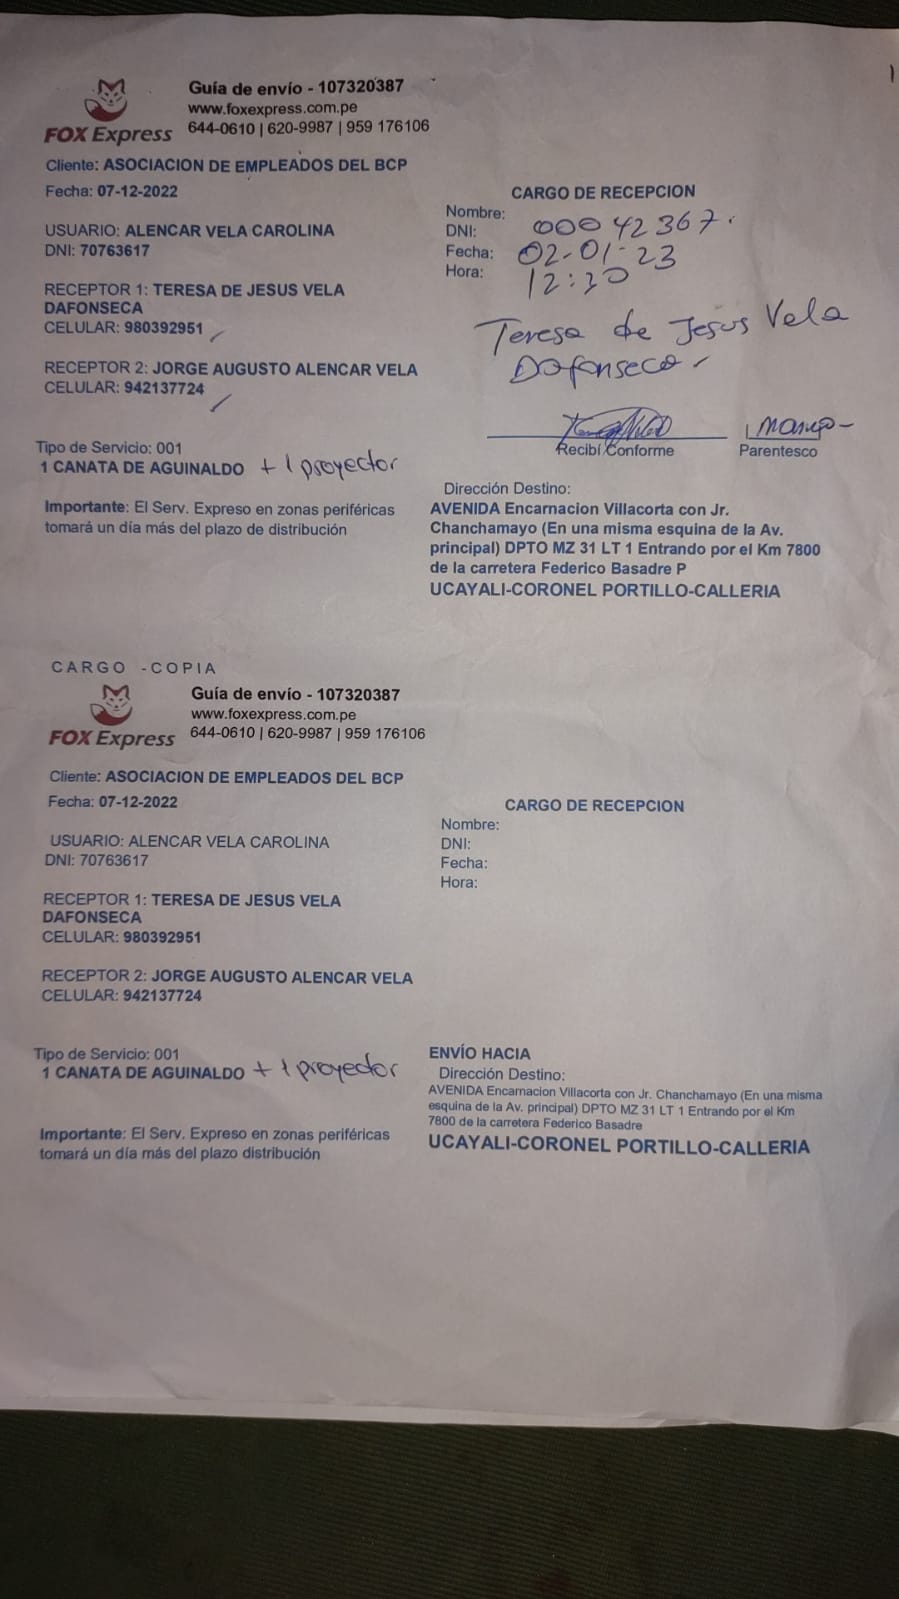 Guía de envío - 107320387
www.foxexpress.com.pe
FOX Express
644-0610 | 620-9987 | 959 176106
Cliente: ASOCIACION DE EMPLEADOS DEL BCP
Fecha: 07-12-2022
USUARIO: ALENCAR VELA CAROLINA
DNI: 70763617
RECEPTOR 1: TERESA DE JESUS VELA
DAFONSECA
CELULAR: 980392951
RECEPTOR 2: JORGE AUGUSTO ALENCAR VELA
CELULAR: 942137724
CARGO DE RECEPCION
Nombre:
DNI: 00042367.
Fecha: 02-01-23
Hora: 12:30
Teresa de Jesus Vela
Dafonseca
Recibí Conforme
Parentesco
Tipo de Servicio: 001
1 CANATA DE AGUINALDO + 1 proyector
Importante: El Serv. Expreso en zonas periféricas
tomará un día más del plazo de distribución
Dirección Destino:
AVENIDA Encarnacion Villacorta con Jr.
Chanchamayo (En una misma esquina de la Av.
principal) DPTO MZ 31 LT 1 Entrando por el Km 7800
de la carretera Federico Basadre P
UCAYALI-CORONEL PORTILLO-CALLERIA
CARGO -COPIA
Guía de envío - 107320387
www.foxexpress.com.pe
FOX Express
644-0610 | 620-9987 | 959 176106
Cliente: ASOCIACION DE EMPLEADOS DEL BCP
Fecha: 07-12-2022
USUARIO: ALENCAR VELA CAROLINA
DNI: 70763617
RECEPTOR 1: TERESA DE JESUS VELA
DAFONSECA
CELULAR: 980392951
RECEPTOR 2: JORGE AUGUSTO ALENCAR VELA
CELULAR: 942137724
CARGO DE RECEPCION
Nombre:
DNI:
Fecha:
Hora:
Tipo de Servicio: 001
1 CANATA DE AGUINALDO + 1 proyector
Importante: El Serv. Expreso en zonas periféricas
tomará un día más del plazo distribución
ENVÍO HACIA
Dirección Destino:
AVENIDA Encarnacion Villacorta con Jr. Chanchamayo (En una misma
esquina de la Av. principal) DPTO MZ 31 LT 1 Entrando por el Km
7800 de la carretera Federico Basadre
UCAYALI-CORONEL PORTILLO-CALLERIA